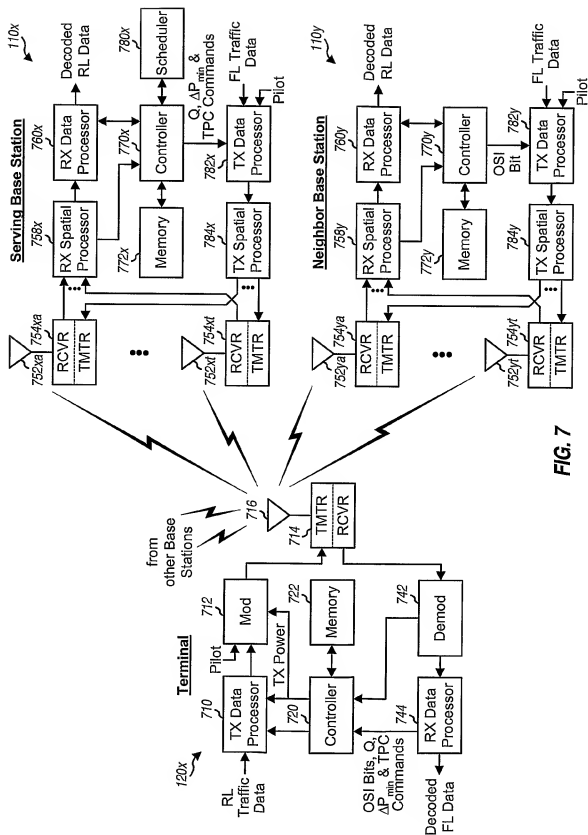 120x
Terminal
RL
Traffic
Data
710
TX Data
Processor
Pilot
712
Mod
TX Power
720
Controller
722
Memory
OSI Bits, Q,
ΔPmin & TPC
Commands
744
RX Data
Processor
Decoded
FL Data
742
Demod
from
other Base
Stations
716
714
TMTR
RCVR
110x
Serving Base Station
752xa
754xa
RCVR
TMTR
752xt
754xt
RCVR
TMTR
758x
RX Spatial
Processor
760x
RX Data
Processor
Decoded
RL Data
770x
Controller
772x
Memory
780x
Scheduler
Q, ΔPmin &
TPC Commands
784x
TX Spatial
Processor
782x
TX Data
Processor
FL Traffic
Data
Pilot
110y
Neighbor Base Station
752ya
754ya
RCVR
TMTR
752yt
754yt
RCVR
TMTR
758y
RX Spatial
Processor
760y
RX Data
Processor
Decoded
RL Data
770y
Controller
772y
Memory
OSI
Bit
784y
TX Spatial
Processor
782y
TX Data
Processor
FL Traffic
Data
Pilot
FIG. 7